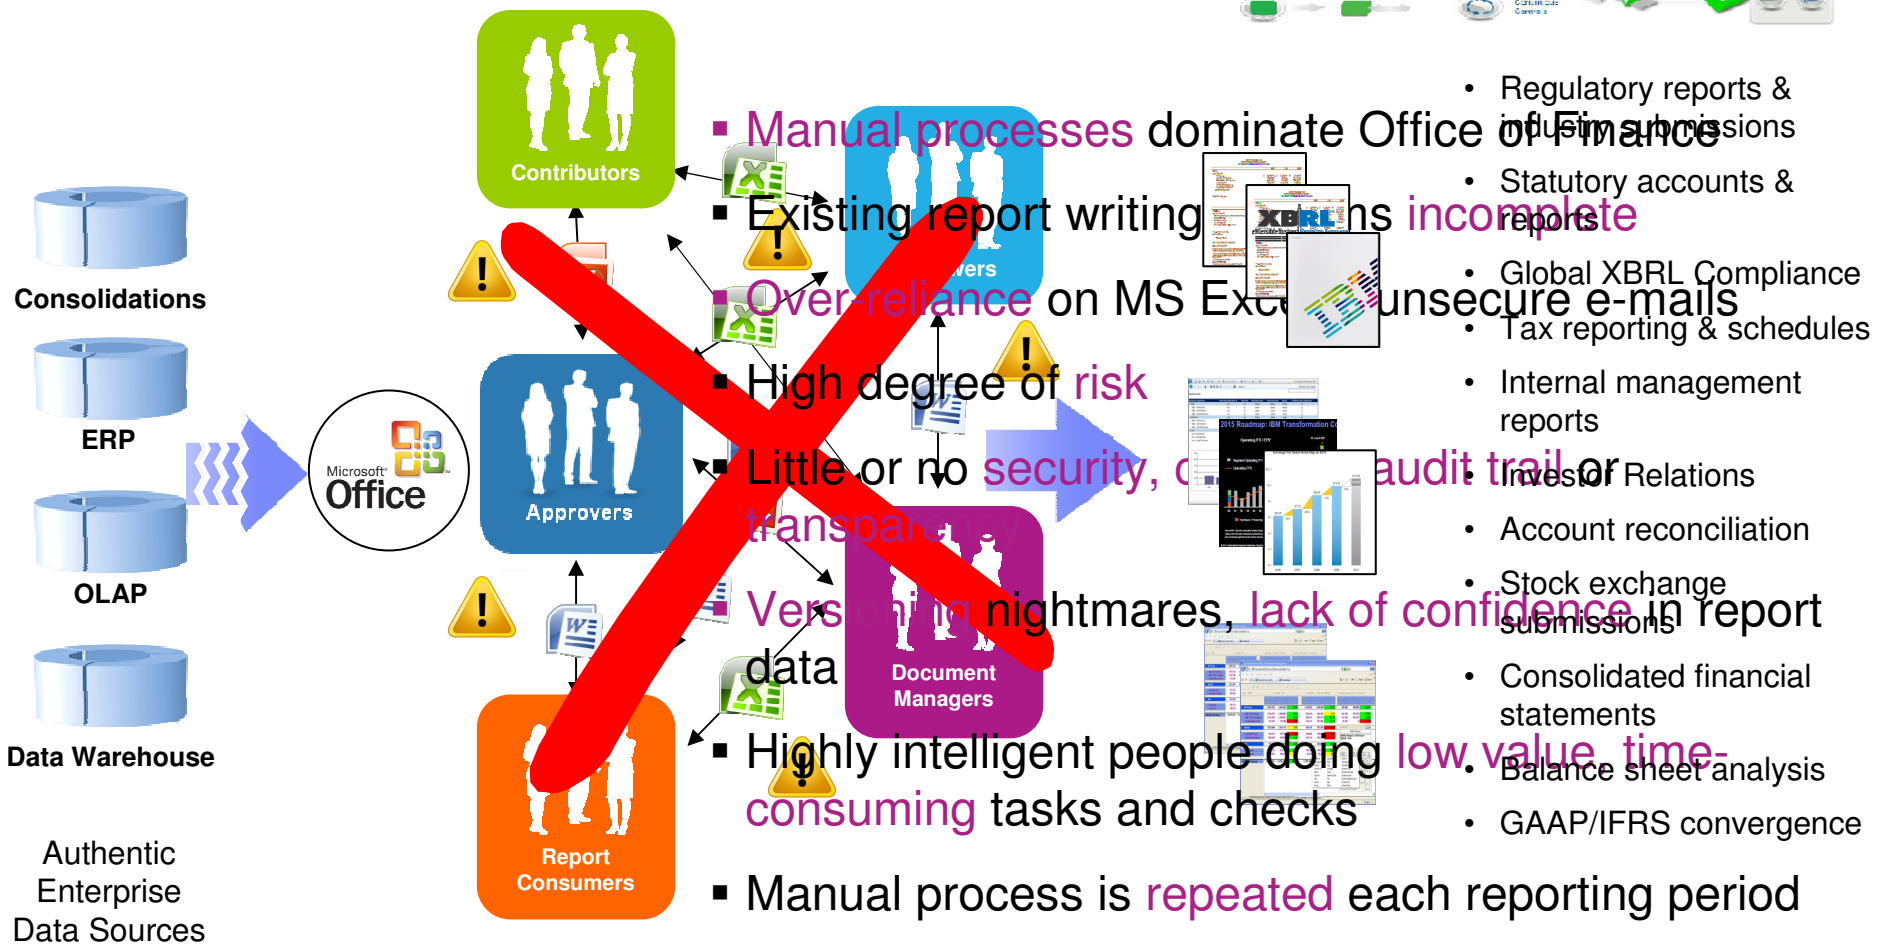 Consolidations
ERP
OLAP
Data Warehouse
Authentic
Enterprise
Data Sources
Microsoft
Office
Contributors
Approvers
Report
Consumers
Document
Managers
▪ Manual processes dominate Office of Finance
▪ Existing report writing incomplete
▪ Over-reliance on MS unsecure e-mails
▪ High degree of risk
▪ Little or no security, audit trail or
transparency
▪ Versioning nightmares, lack of confidence in report
data
▪ Highly intelligent people doing low value, time-
consuming tasks and checks
▪ Manual process is repeated each reporting period
XBRL
2015 Roadmap: IBM Transformation
Controls
• Regulatory reports &
industry submissions
• Statutory accounts &
reports
• Global XBRL Compliance
• Tax reporting & schedules
• Internal management
reports
• Investor Relations
• Account reconciliation
• Stock exchange
submissions
• Consolidated financial
statements
• Balance sheet analysis
• GAAP/IFRS convergence